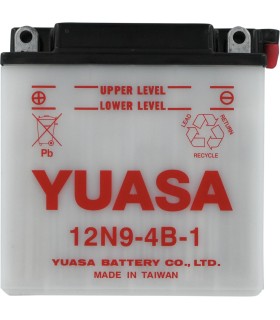 UPPER LEVEL
LOWER LEVEL
Pb
LEAD
RETURN
RECYCLE
YUASA
12N9-4B-1
YUASA BATTERY CO., LTD.
MADE IN TAIWAN